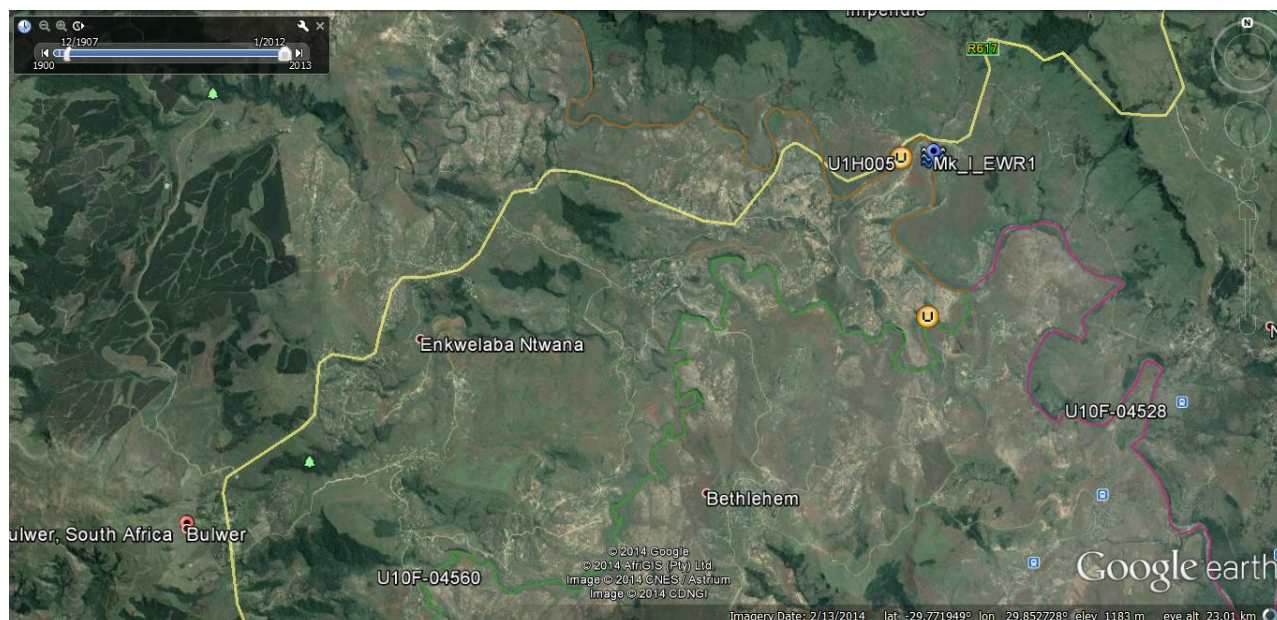 12/1907
1/2012
1900
2013
Impendle
N
R617
U1H005
U
Mk_I_EWR1
U
Enkwelaba Ntwana
U10F-04528
Bethlehem
ulwer, South Africa
Bulwer
U10F-04560
© 2014 Google
© 2014 AfriGIS (Pty) Ltd.
Image © 2014 CNES / Astrium
Image © 2014 CDNGI
Google earth
Imagery Date: 2/13/2014 lat -29.771949° lon 29.852728° elev 1183 m eye alt 23.01 km